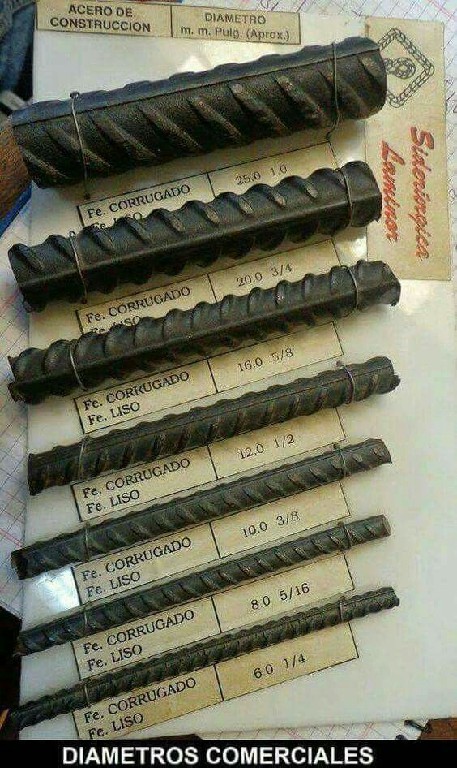 ACERO DE CONSTRUCCION
DIAMETRO
m. m. Pulg. (Aprox.)
Siderúrgica
Laminor
Fe. CORRUGADO 25.0 1.0
Fe. LISO
Fe. CORRUGADO 20.0 3/4
Fe. LISO
Fe. CORRUGADO 16.0 5/8
Fe. LISO
Fe. CORRUGADO 12.0 1/2
Fe. LISO
Fe. CORRUGADO 10.0 3/8
Fe. LISO
Fe. CORRUGADO 8.0 5/16
Fe. LISO
Fe. CORRUGADO 6.0 1/4
Fe. LISO
DIAMETROS COMERCIALES